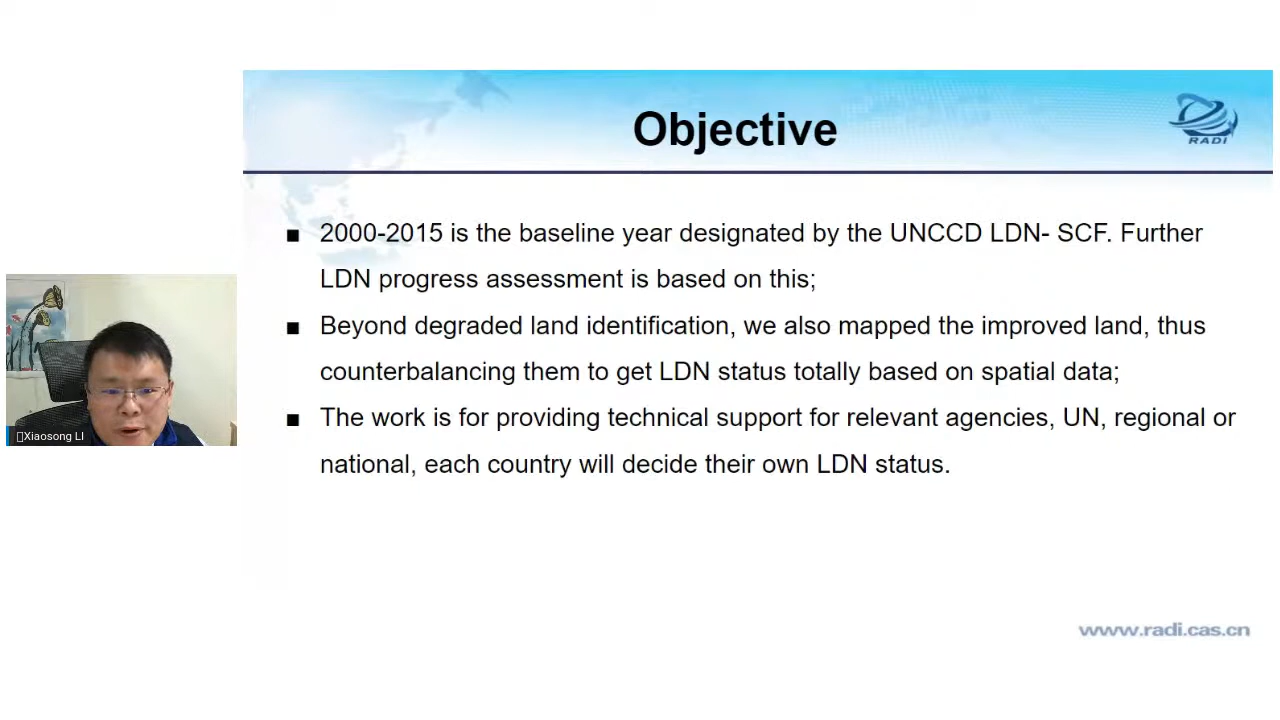 Objective
RADI
■ 2000-2015 is the baseline year designated by the UNCCD LDN- SCF. Further
LDN progress assessment is based on this;
■ Beyond degraded land identification, we also mapped the improved land, thus
counterbalancing them to get LDN status totally based on spatial data;
■ The work is for providing technical support for relevant agencies, UN, regional or
national, each country will decide their own LDN status.
Xiaosong LI
www.radi.cas.cn